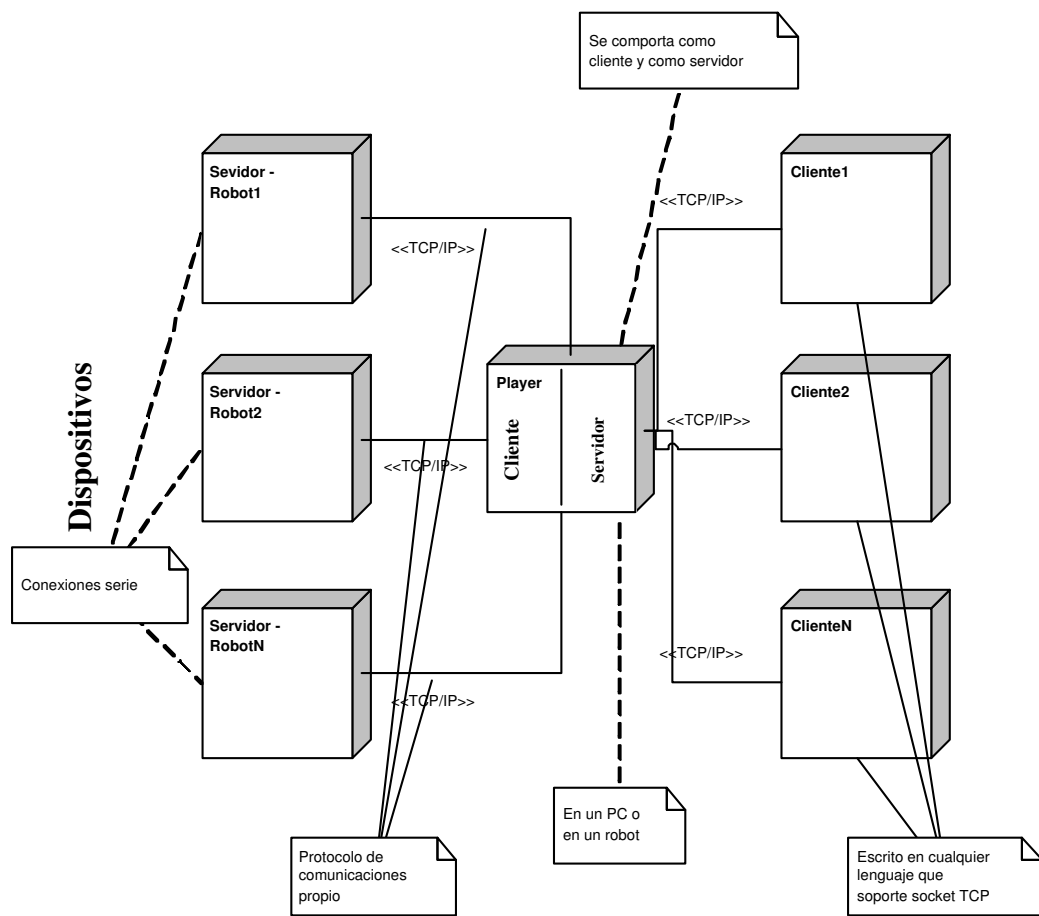 Se comporta como
cliente y como servidor
Sevidor -
Robot1
Cliente1
<<TCP/IP>>
<<TCP/IP>>
Dispositivos
Servidor -
Robot2
Player
Cliente
Servidor
Cliente2
<<TCP/IP>>
<<TCP/IP>>
Conexiones serie
Servidor -
RobotN
ClienteN
<<TCP/IP>>
<<TCP/IP>>
En un PC o
en un robot
Protocolo de
comunicaciones
propio
Escrito en cualquier
lenguaje que
soporte socket TCP